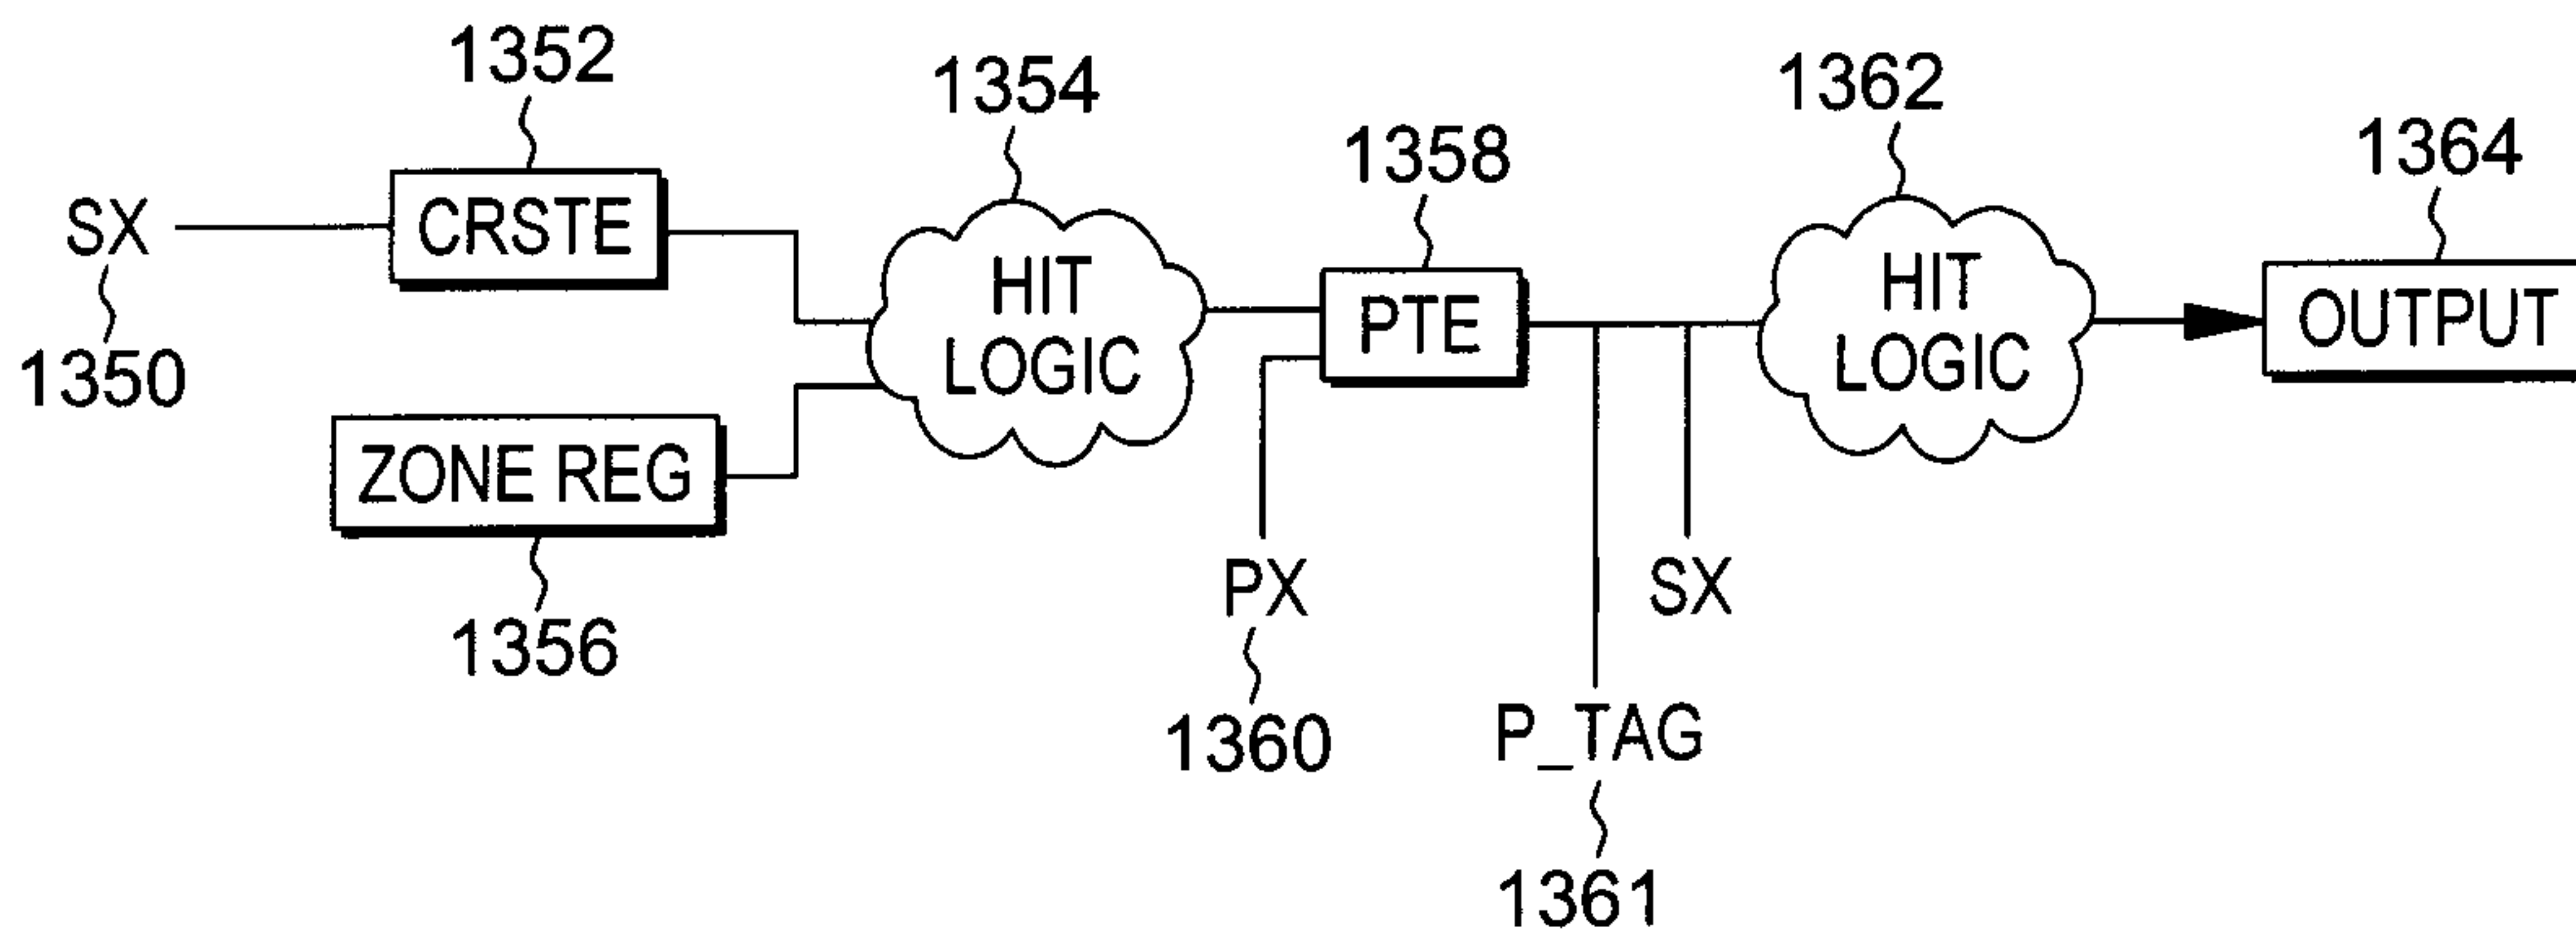 1352
1354
1362
1358
1364
SX
CRSTE
HIT
LOGIC
PTE
HIT
LOGIC
OUTPUT
1350
ZONE REG
PX
SX
1356
1360
P_TAG
1361